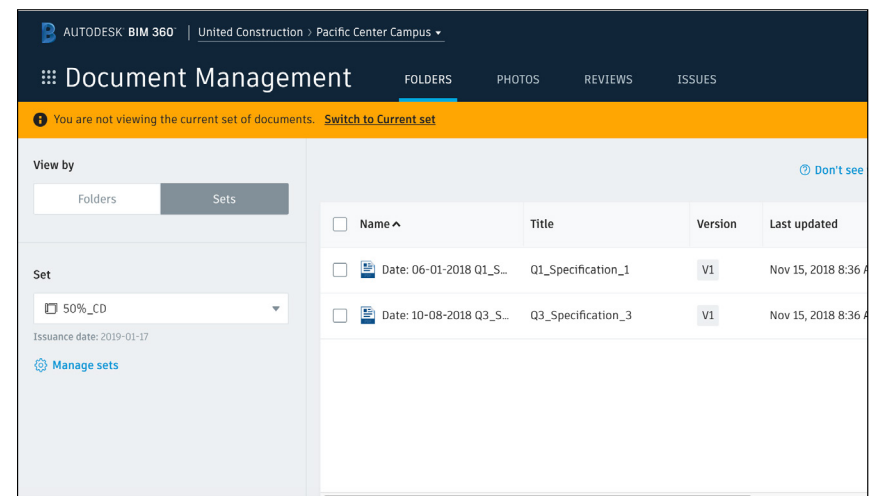 AUTODESK® BIM 360® | United Construction > Pacific Center Campus
Document Management FOLDERS PHOTOS REVIEWS ISSUES
You are not viewing the current set of documents. Switch to Current set
View by
Don't see
Folders Sets
Name Title Version Last updated
Date: 06-01-2018 Q1_S... Q1_Specification_1 V1 Nov 15, 2018 8:36
Set
50%_CD
Date: 10-08-2018 Q3_S... Q3_Specification_3 V1 Nov 15, 2018 8:36
Issuance date: 2019-01-17
Manage sets